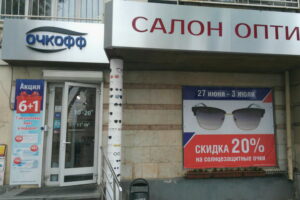 ОЧКОФФ
САЛОН ОПТИ
Акция
6+1
27 июня - 3 июля
СКИДКА 20%
на солнцезащитные очки